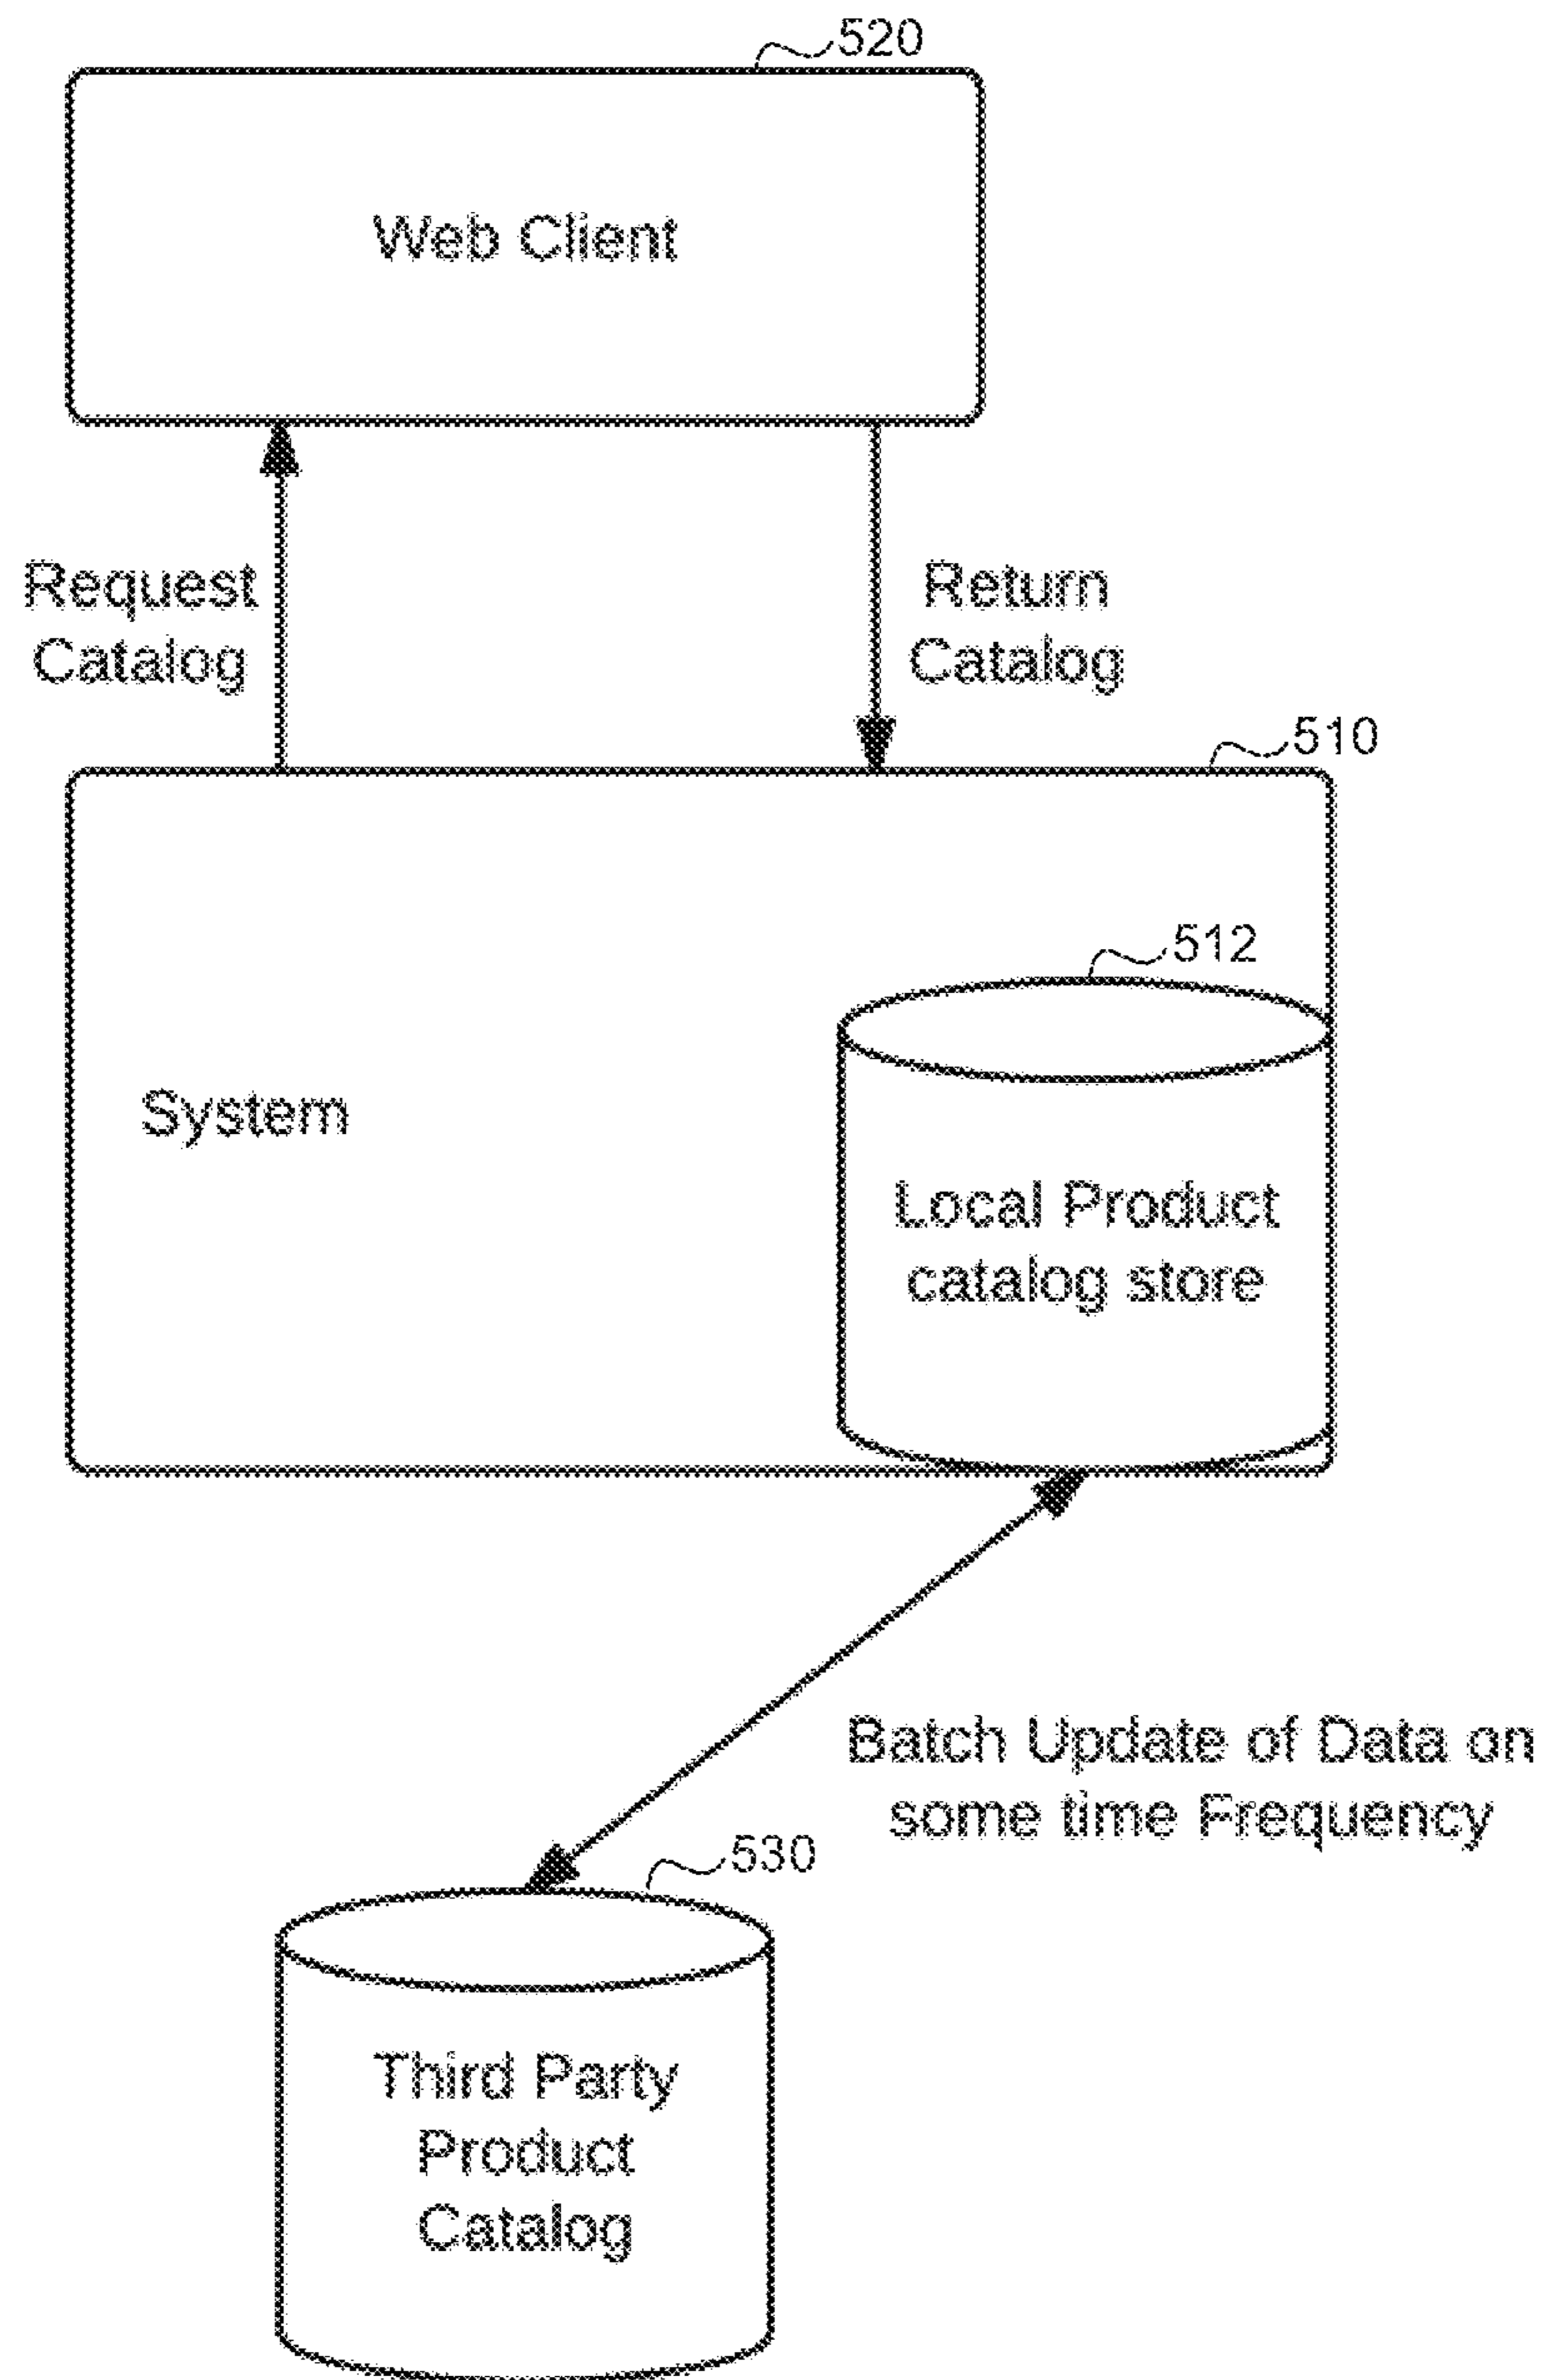 520
Web Client
Request
Catalog
Return
Catalog
510
512
System
Local Product
catalog store
Batch Update of Data on
some time Frequency
530
Third Party
Product
Catalog